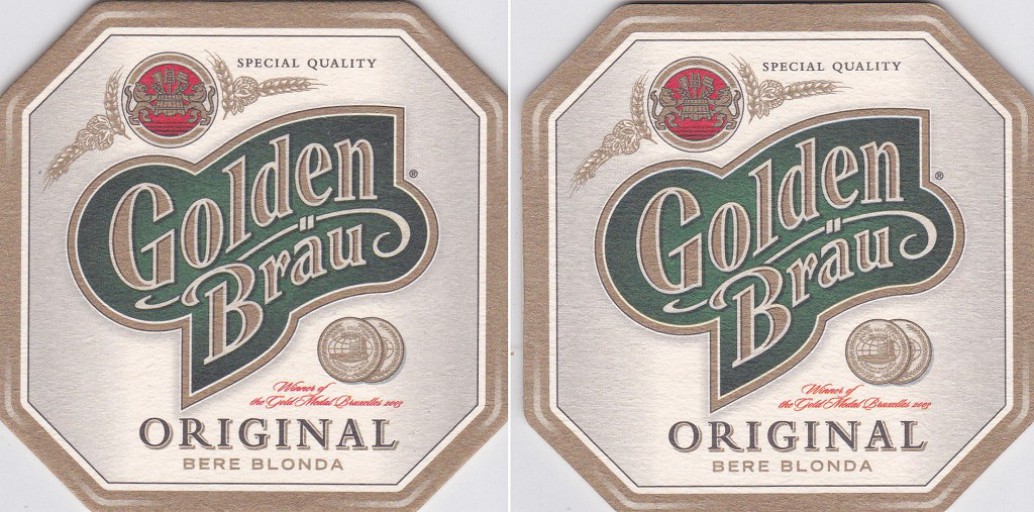 SPECIAL QUALITY
Golden
Bräu
®
Winner of
the Gold Medal Bruxelles 2003
ORIGINAL
BERE BLONDA
SPECIAL QUALITY
Golden
Bräu
®
Winner of
the Gold Medal Bruxelles 2003
ORIGINAL
BERE BLONDA